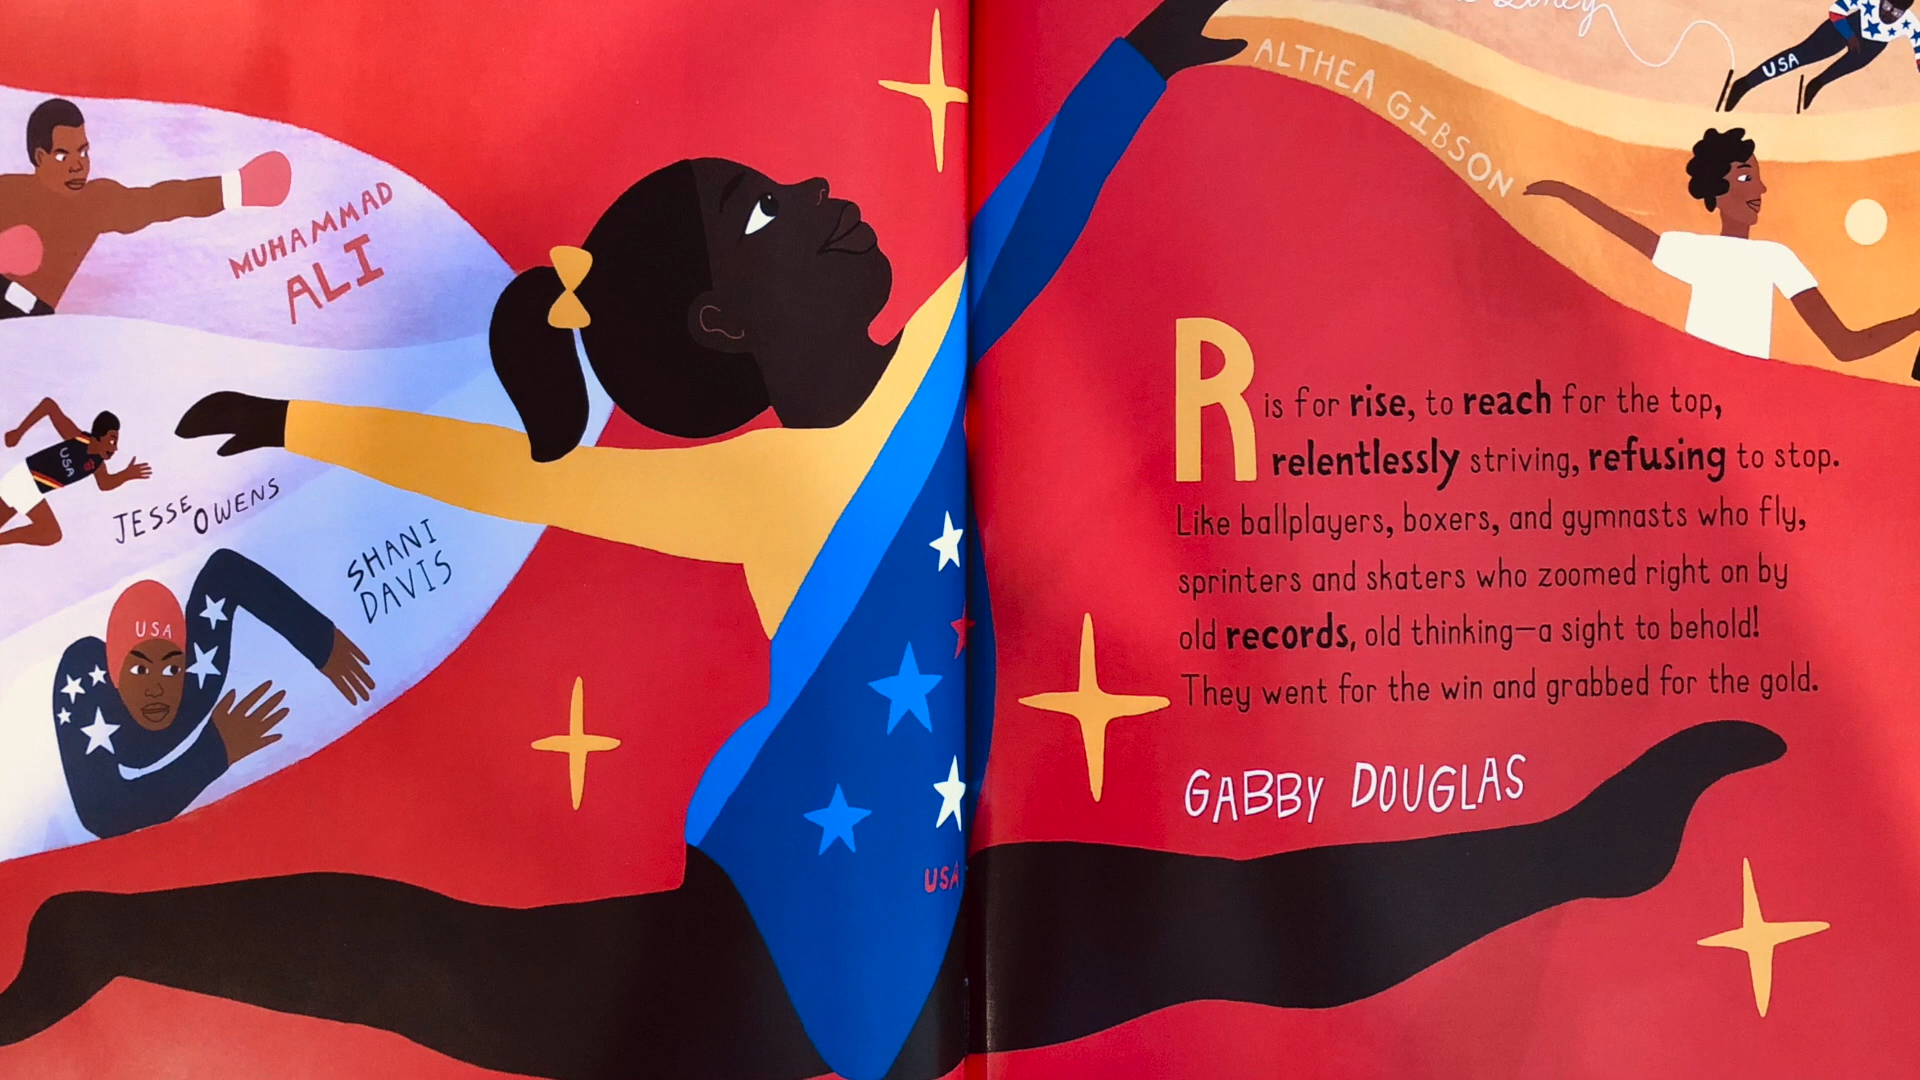 MUHAMMAD
ALI
USA
JESSE OWENS
SHANI
DAVIS
USA
USA
ALTHEA GIBSON
USA
R is for rise, to reach for the top,
relentlessly striving, refusing to stop.
Like ballplayers, boxers, and gymnasts who fly,
sprinters and skaters who zoomed right on by
old records, old thinking—a sight to behold!
They went for the win and grabbed for the gold.
GABBY DOUGLAS